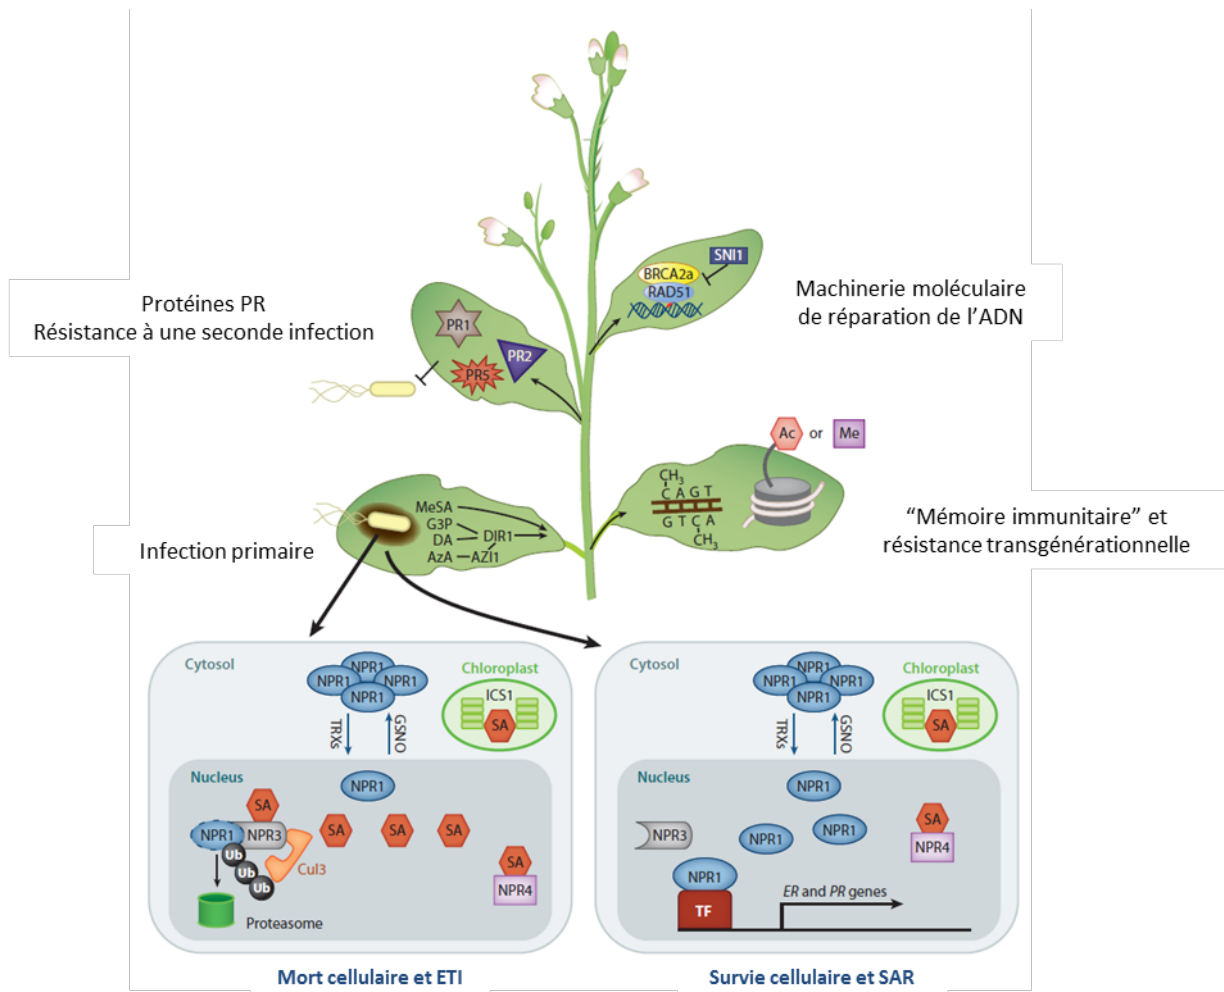 SNI1
BRCA2a
RAD51
Machinerie moléculaire
de réparation de l’ADN
Protéines PR
Résistance à une seconde infection
PR1
PR2
PR5
Ac or Me
CH3
C A G T
G T C A
CH3
“Mémoire immunitaire” et
résistance transgénérationnelle
Infection primaire
MeSA
G3P
DA
DIR1
AzA
AZI1
Cytosol
NPR1
NPR1
NPR1
NPR1
Chloroplast
ICS1
SA
TRXs
GSNO
Nucleus
NPR1
SA
NPR1
NPR3
SA
SA
SA
Ub
Ub
Ub
Cul3
SA
NPR4
Proteasome
Mort cellulaire et ETI
Cytosol
NPR1
NPR1
NPR1
NPR1
Chloroplast
ICS1
SA
TRXs
GSNO
Nucleus
NPR1
NPR3
NPR1
NPR1
SA
NPR4
NPR1
TF
ER and PR genes
Survie cellulaire et SAR